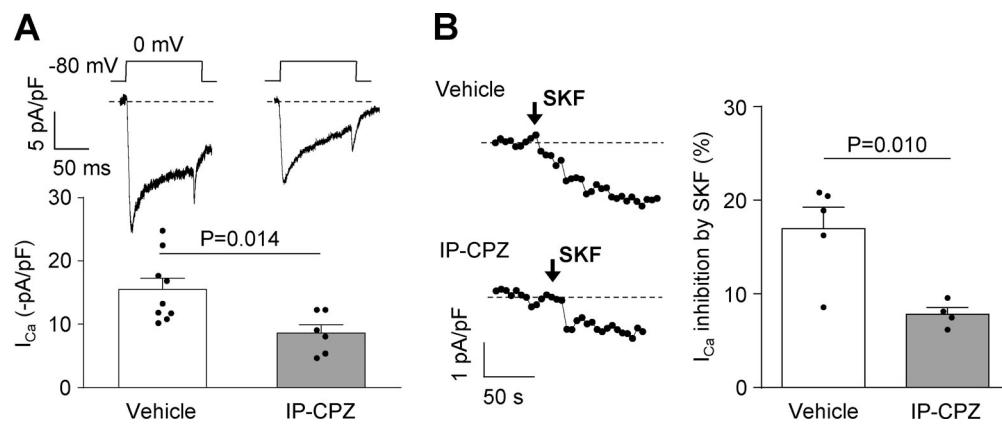 A
0 mV
-80 mV
5 pA/pF
50 ms
30
20
10
0
I_Ca (-pA/pF)
P=0.014
Vehicle
IP-CPZ
B
Vehicle
SKF
IP-CPZ
SKF
1 pA/pF
50 s
30
20
10
0
I_Ca inhibition by SKF (%)
P=0.010
Vehicle
IP-CPZ